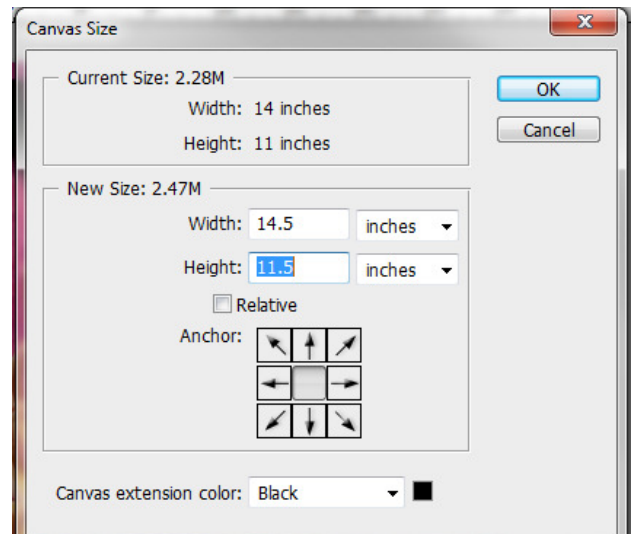 Canvas Size
Current Size: 2.28M
OK
Width: 14 inches
Cancel
Height: 11 inches
New Size: 2.47M
Width: 14.5 inches
Height: 11.5 inches
Relative
Anchor:
Canvas extension color: Black